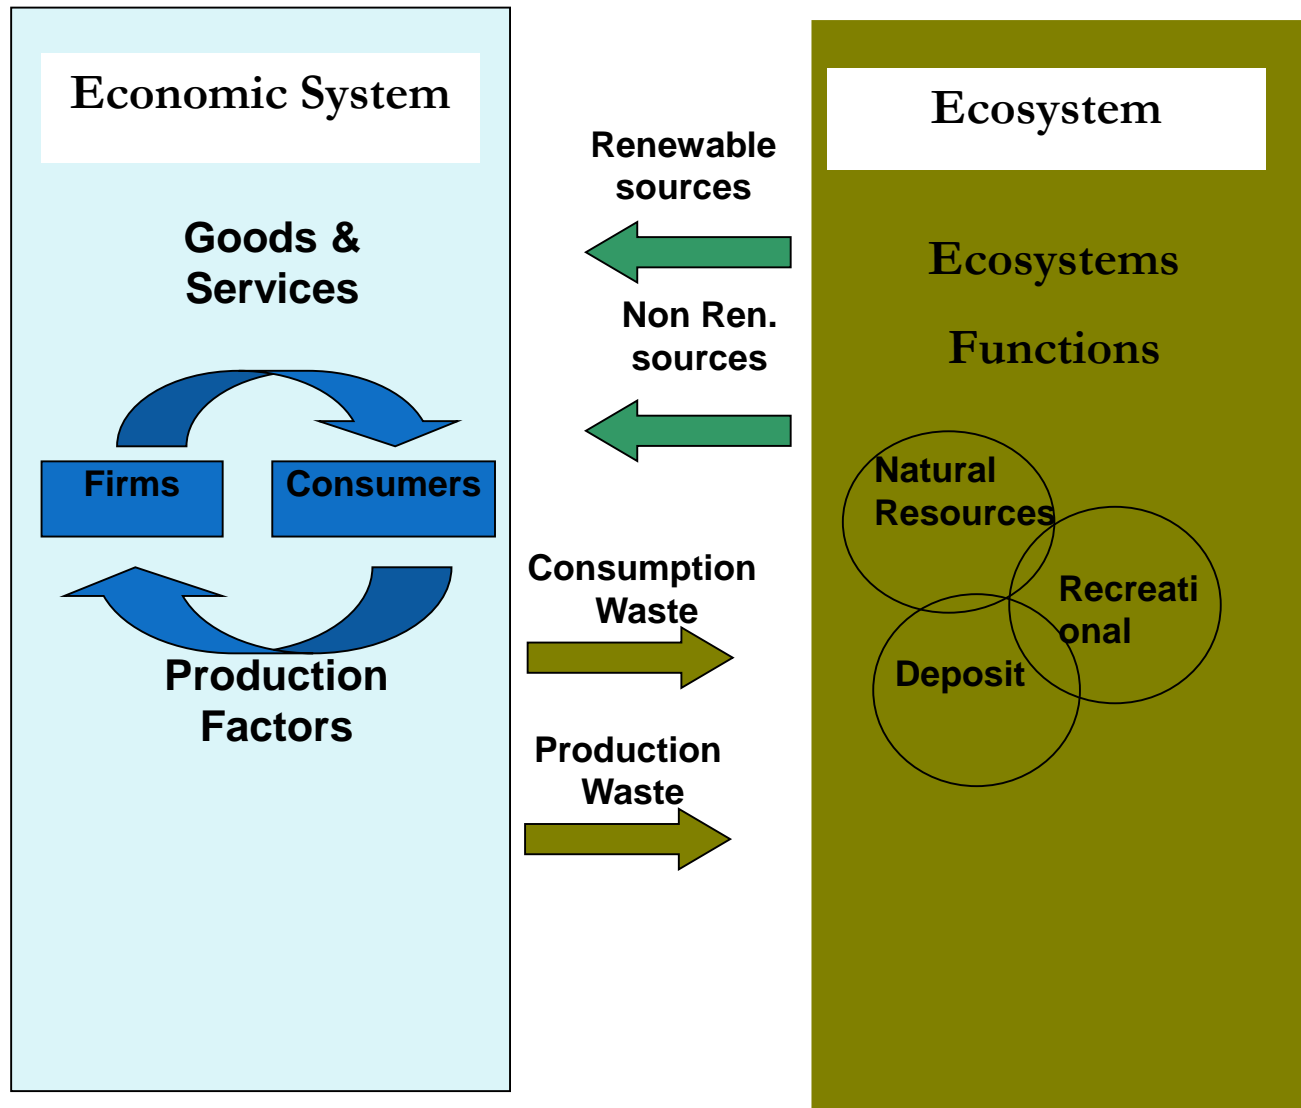 Economic System
Goods &
Services
Firms
Consumers
Production
Factors
Renewable
sources
Non Ren.
sources
Consumption
Waste
Production
Waste
Ecosystem
Ecosystems
Functions
Natural
Resources
Recreati
onal
Deposit